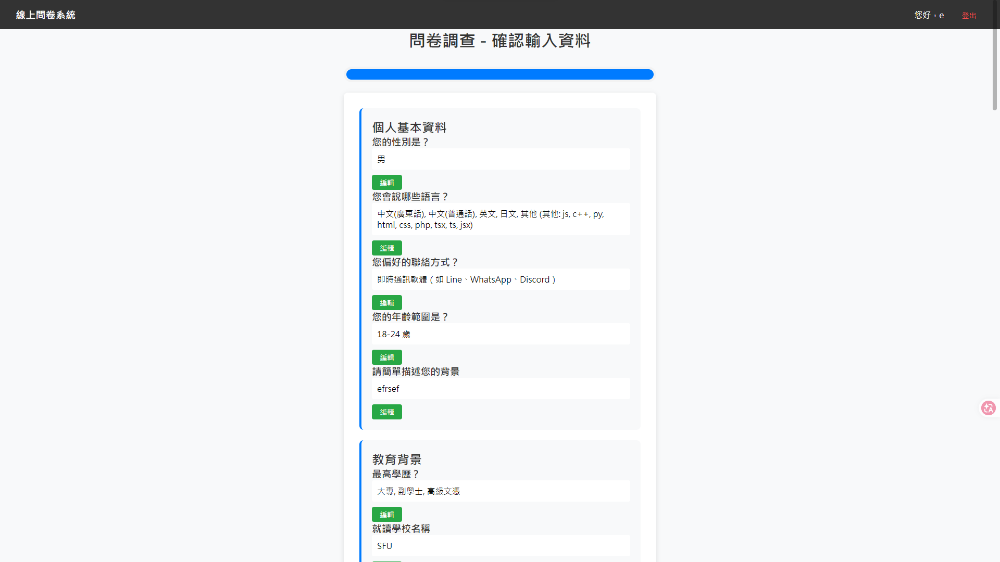 線上問卷系統
您好，e
登出
問卷調查 - 確認輸入資料
個人基本資料
您的性別是？
男
編輯
您會說哪些語言？
中文(廣東話), 中文(普通話), 英文, 日文, 其他 (其他: js, c++, py,
html, css, php, tsx, ts, jsx)
編輯
您偏好的聯絡方式？
即時通訊軟體（如 Line、WhatsApp、Discord）
編輯
您的年齡範圍是？
18-24 歲
編輯
請簡單描述您的背景
efrsef
編輯
教育背景
最高學歷？
大專, 副學士, 高級文憑
編輯
就讀學校名稱
SFU